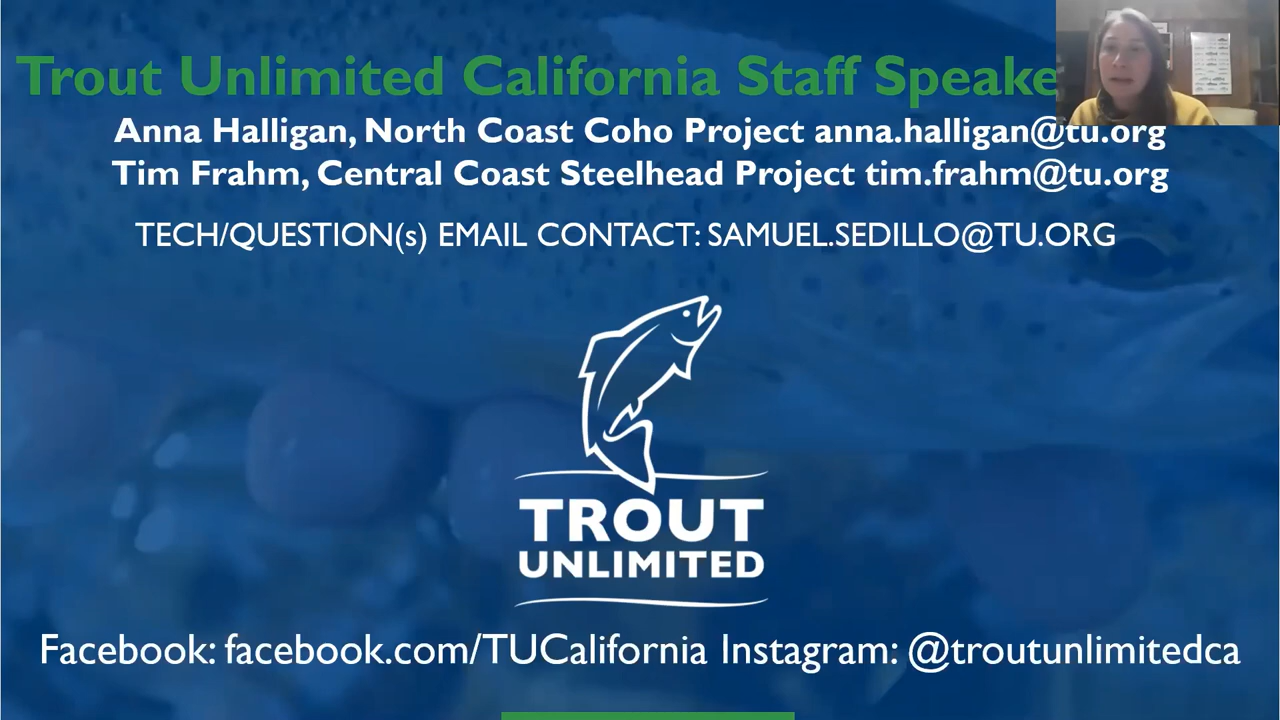 Trout Unlimited California Staff Speake
Anna Halligan, North Coast Coho Project anna.halligan@tu.org
Tim Frahm, Central Coast Steelhead Project tim.frahm@tu.org
TECH/QUESTION(s) EMAIL CONTACT: SAMUEL.SEDILLO@TU.ORG
TROUT
UNLIMITED
Facebook: facebook.com/TUCalifornia Instagram: @troutunlimitedca